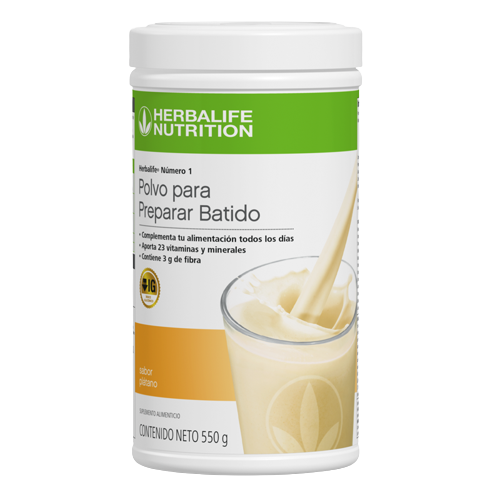 HERBALIFE
NUTRITION
Herbalife® Número 1
Polvo para
Preparar Batido
• Complementa tu alimentación todos los días
• Aporta 23 vitaminas y minerales
• Contiene 3 g de fibra
IG
sabor
plátano
SUPLEMENTO ALIMENTICIO
CONTENIDO NETO 550 g